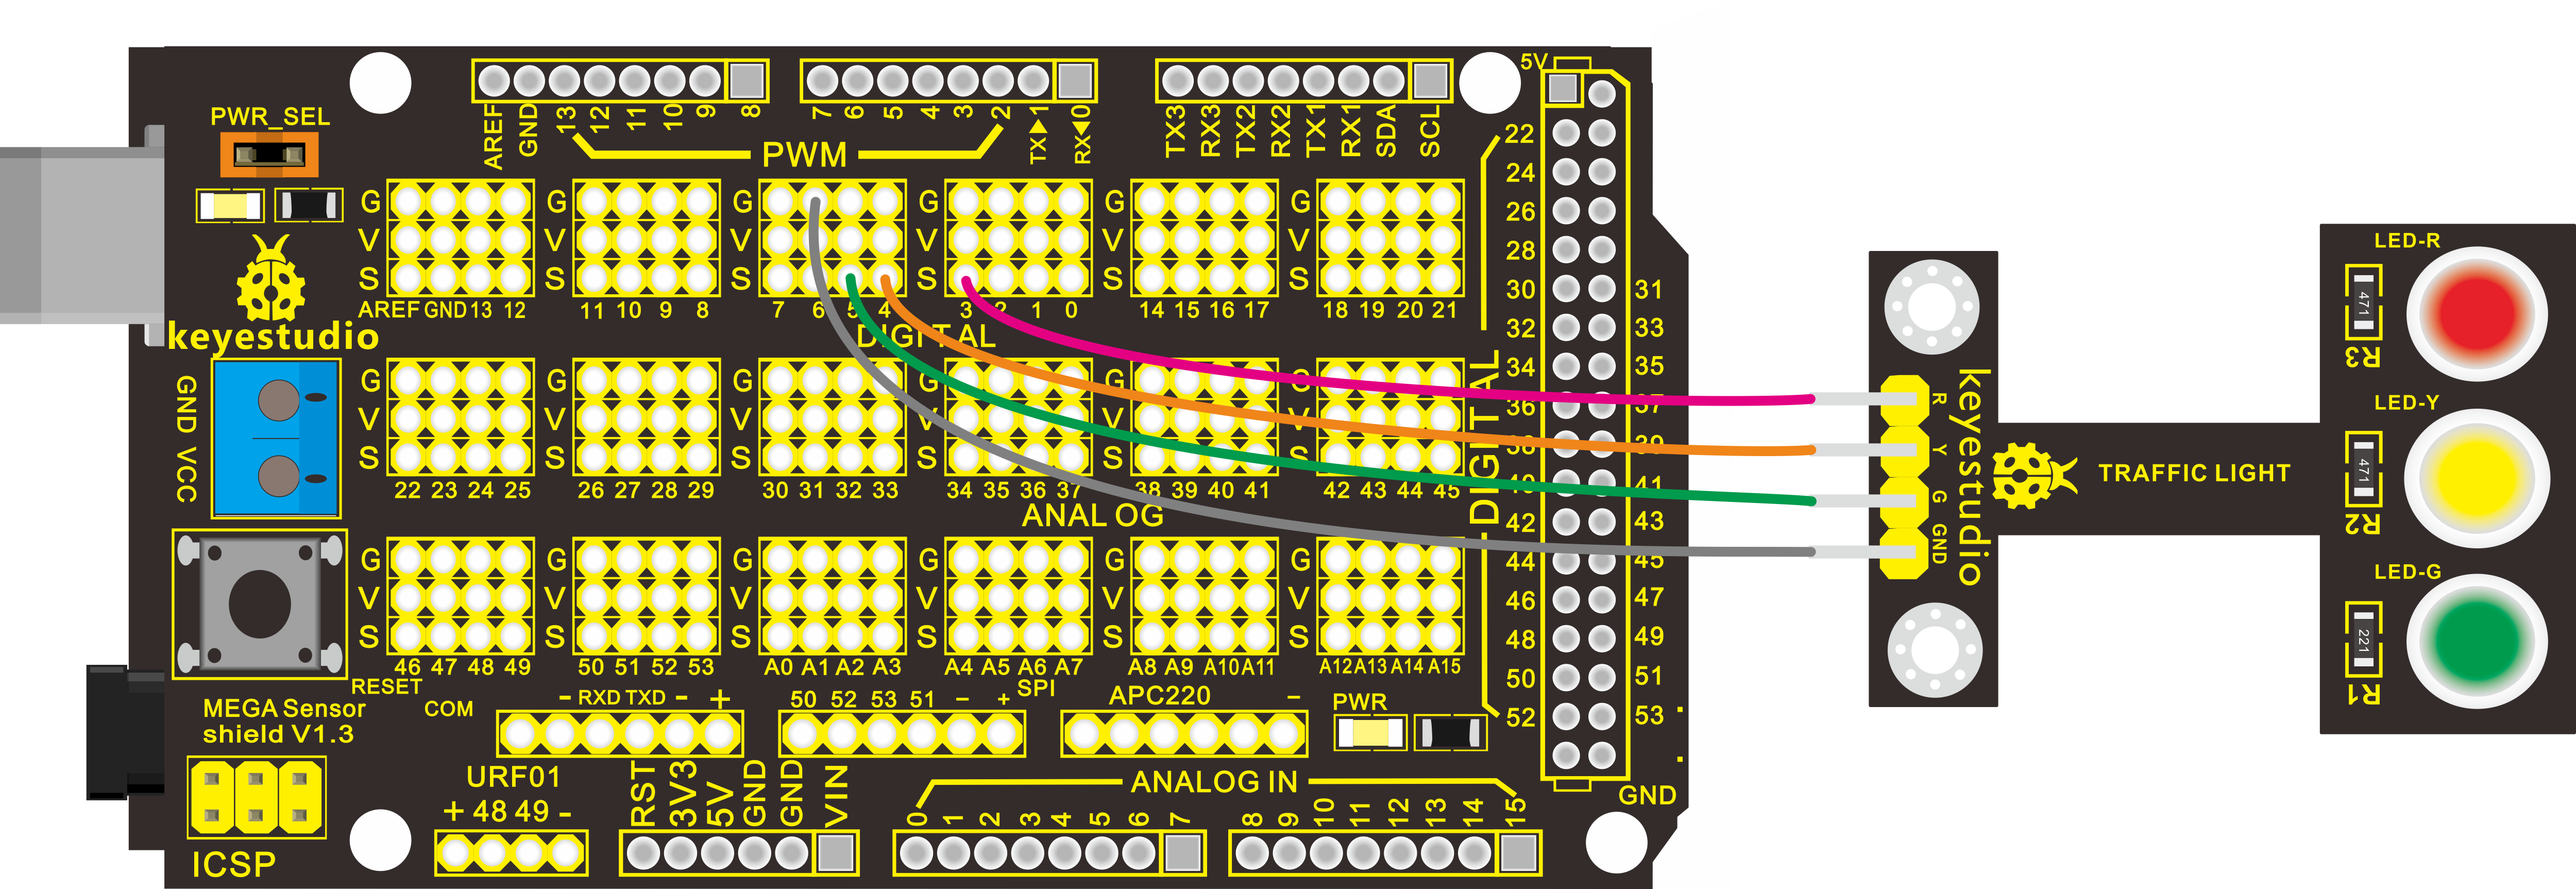 5V
AREF GND 13 12 11 10 9 8
7 6 5 4 3 2 TX▶1 RX◀0
TX3 RX3 TX2 RX2 TX1 RX1 SDA SCL
PWR_SEL
PWM
G G G G G G
V V V V V V
S S S S S S
AREF GND 13 12 11 10 9 8 7 6 5 4 3 2 1 0 14 15 16 17 18 19 20 21
DIGITAL
keyestudio
GND VCC
G G G G G G
V V V V V V
S S S S S S
22 23 24 25 26 27 28 29 30 31 32 33 34 35 36 37 38 39 40 41 42 43 44 45
ANALOG
G G G G G G
V V V V V V
S S S S S S
46 47 48 49 50 51 52 53 A0 A1 A2 A3 A4 A5 A6 A7 A8 A9 A10 A11 A12 A13 A14 A15
RESET
MEGA Sensor
shield V1.3
COM
- RXD TXD - +
SPI
50 52 53 51 - +
APC220 -
PWR
URF01
+ 48 49 -
ICSP
RST 3V3 5V GND GND VIN
ANALOG IN
0 1 2 3 4 5 6 7
8 9 10 11 12 13 14 15
DIGITAL
22
24
26
28
30 31
32 33
34 35
36 37
38 39
40 41
42 43
44 45
46 47
48 49
50 51
52 53
GND
R
Y
G
GND
keyestudio
TRAFFIC LIGHT
LED-R
471
R3
LED-Y
471
R2
LED-G
221
R1